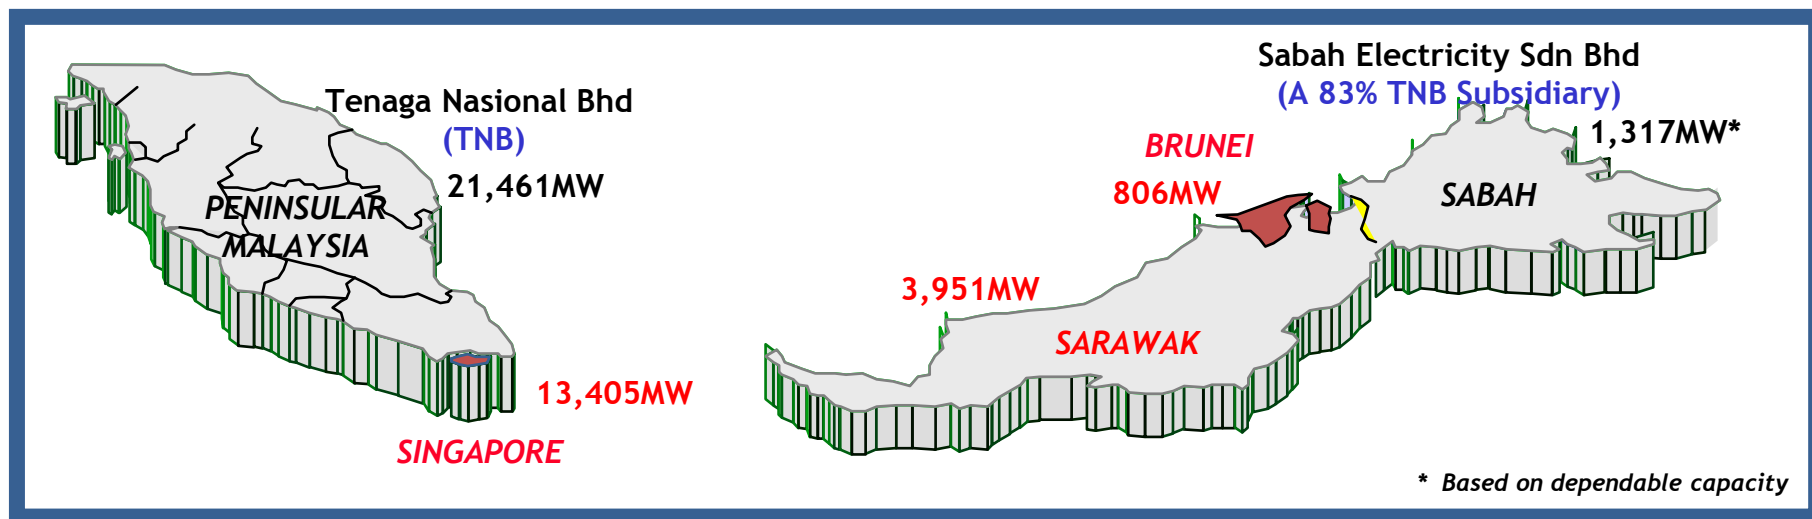 Tenaga Nasional Bhd
(TNB)
21,461MW
PENINSULAR
MALAYSIA
13,405MW
SINGAPORE
Sabah Electricity Sdn Bhd
(A 83% TNB Subsidiary)
1,317MW*
BRUNEI
806MW
SABAH
3,951MW
SARAWAK
* Based on dependable capacity